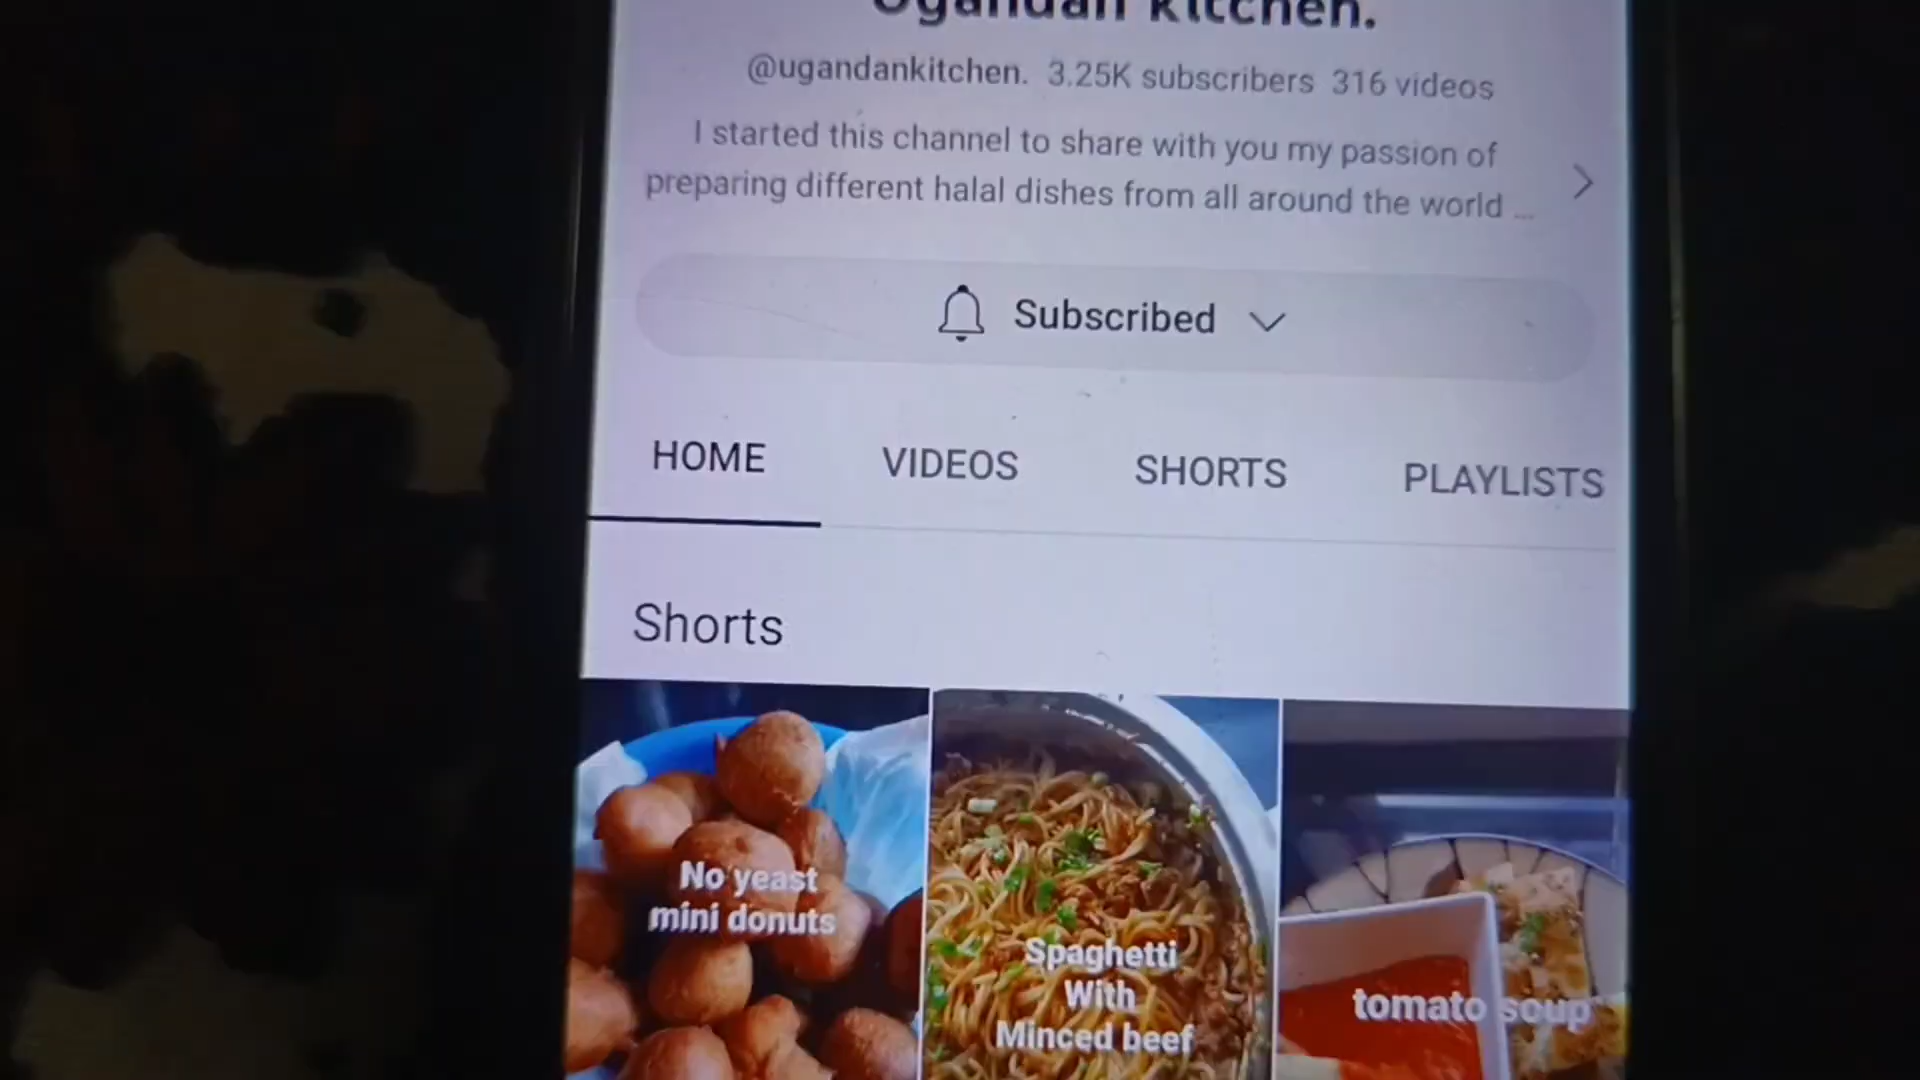 Ugandan kitchen.
@ugandankitchen. 3.25K subscribers 316 videos
I started this channel to share with you my passion of
preparing different halal dishes from all around the world ...
Subscribed
HOME VIDEOS SHORTS PLAYLISTS
Shorts
No yeast
mini donuts
Spaghetti
With
Minced beef
tomato soup